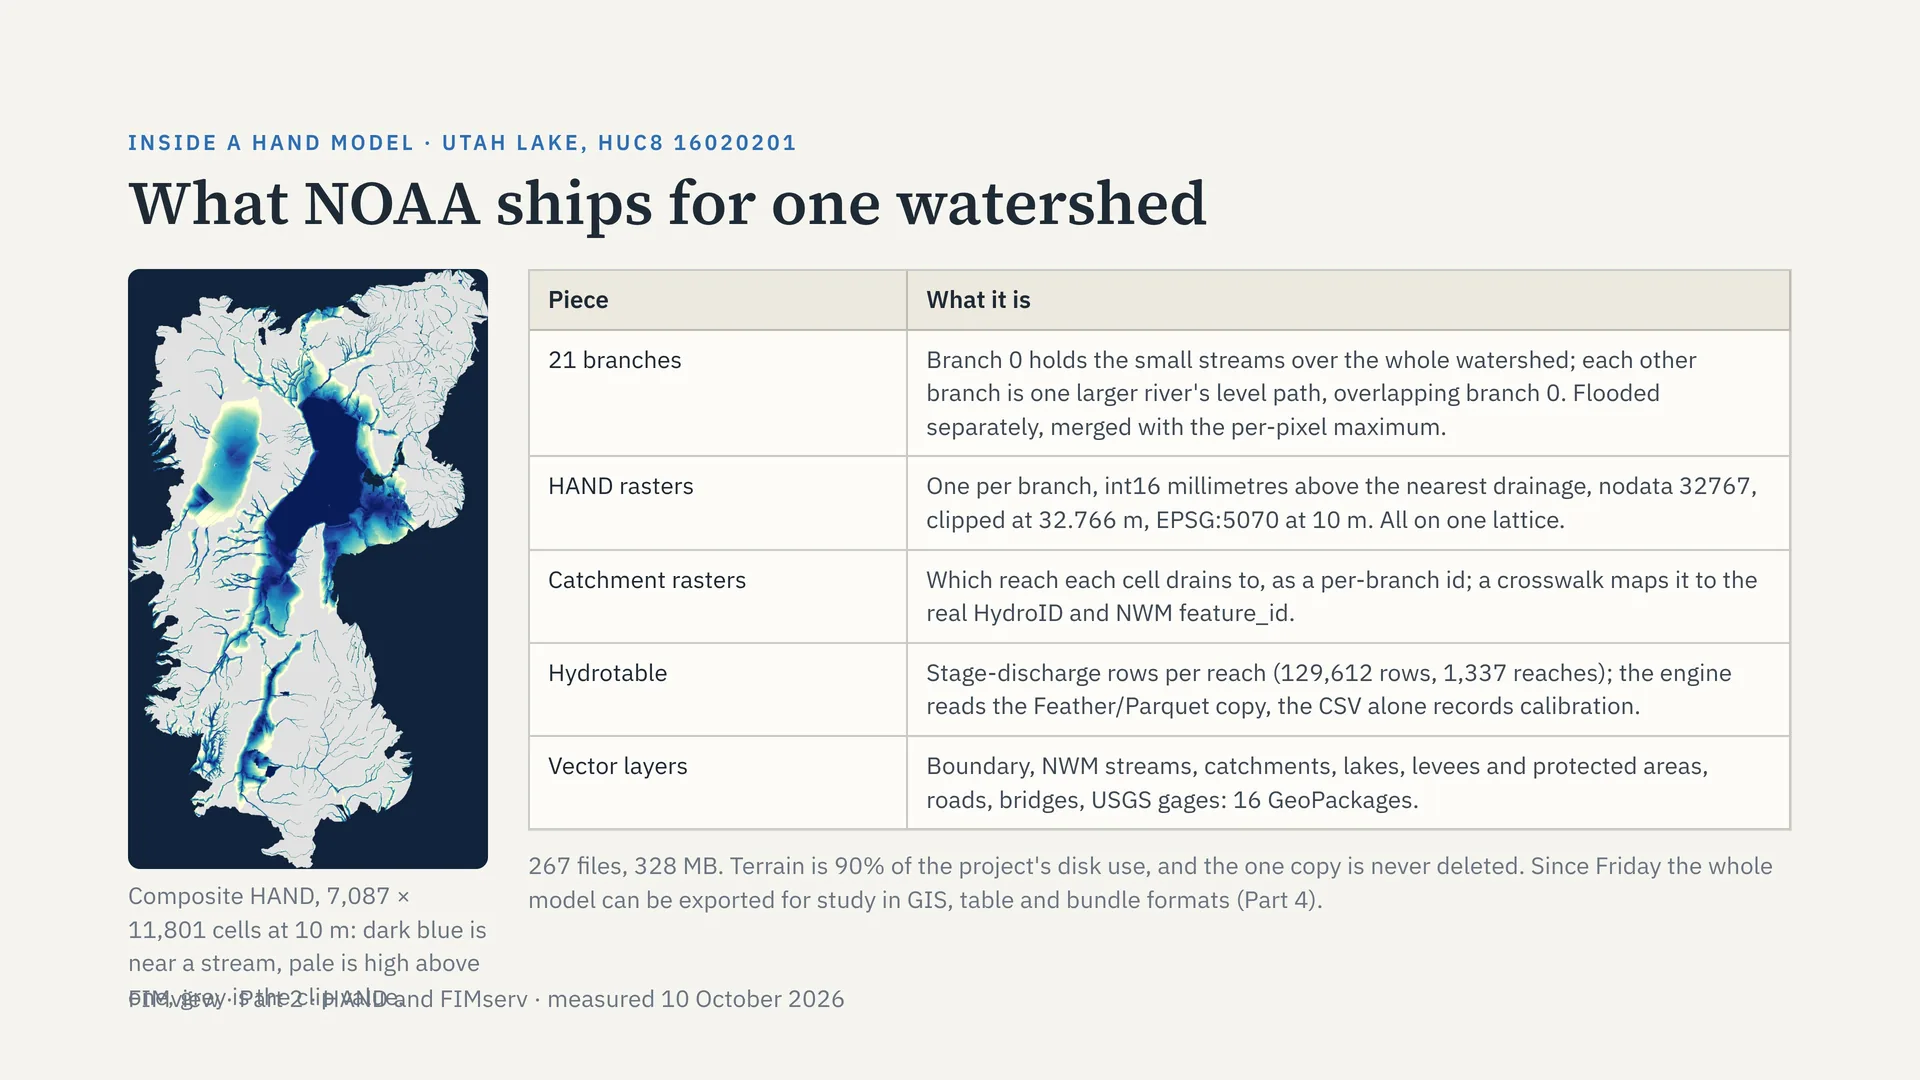 INSIDE A HAND MODEL · UTAH LAKE, HUC8 16020201
What NOAA ships for one watershed
Piece
What it is
21 branches
Branch 0 holds the small streams over the whole watershed; each other
branch is one larger river's level path, overlapping branch 0. Flooded
separately, merged with the per-pixel maximum.
HAND rasters
One per branch, int16 millimetres above the nearest drainage, nodata 32767,
clipped at 32.766 m, EPSG:5070 at 10 m. All on one lattice.
Catchment rasters
Which reach each cell drains to, as a per-branch id; a crosswalk maps it to the
real HydroID and NWM feature_id.
Hydrotable
Stage-discharge rows per reach (129,612 rows, 1,337 reaches); the engine
reads the Feather/Parquet copy, the CSV alone records calibration.
Vector layers
Boundary, NWM streams, catchments, lakes, levees and protected areas,
roads, bridges, USGS gages: 16 GeoPackages.
267 files, 328 MB. Terrain is 90% of the project's disk use, and the one copy is never deleted. Since Friday the whole
model can be exported for study in GIS, table and bundle formats (Part 4).
Composite HAND, 7,087 ×
11,801 cells at 10 m: dark blue is
near a stream, pale is high above
one, gray is the clip value.
FIMview · Part 2 · HAND and FIMserv · measured 10 October 2026